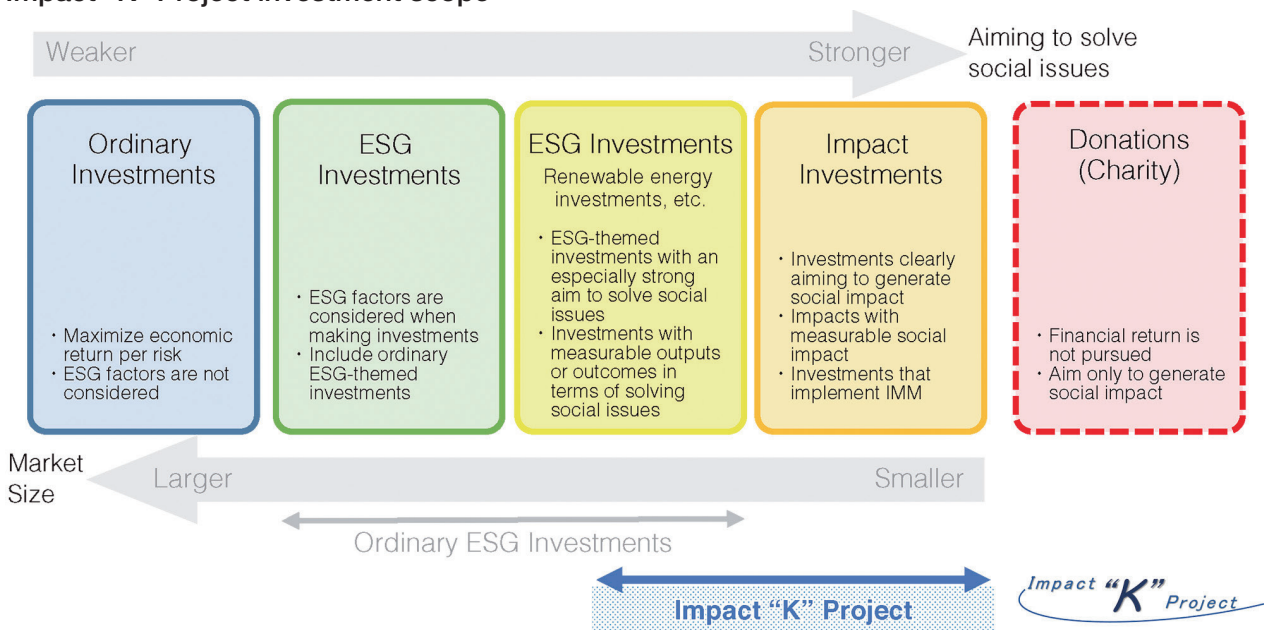 Impact "K" Project investment scope
Weaker
Stronger
Aiming to solve
social issues
Ordinary
Investments
・Maximize economic
return per risk
・ESG factors are not
considered
ESG
Investments
・ESG factors are
considered when
making investments
・Include ordinary
ESG-themed
investments
ESG Investments
Renewable energy
investments, etc.
・ESG-themed
investments with an
especially strong
aim to solve social
issues
・Investments with
measurable outputs
or outcomes in
terms of solving
social issues
Impact
Investments
・Investments clearly
aiming to generate
social impact
・Impacts with
measurable social
impact
・Investments that
implement IMM
Donations
(Charity)
・Financial return is
not pursued
・Aim only to generate
social impact
Market
Size
Larger
Smaller
Ordinary ESG Investments
Impact “K” Project
Impact “K” Project